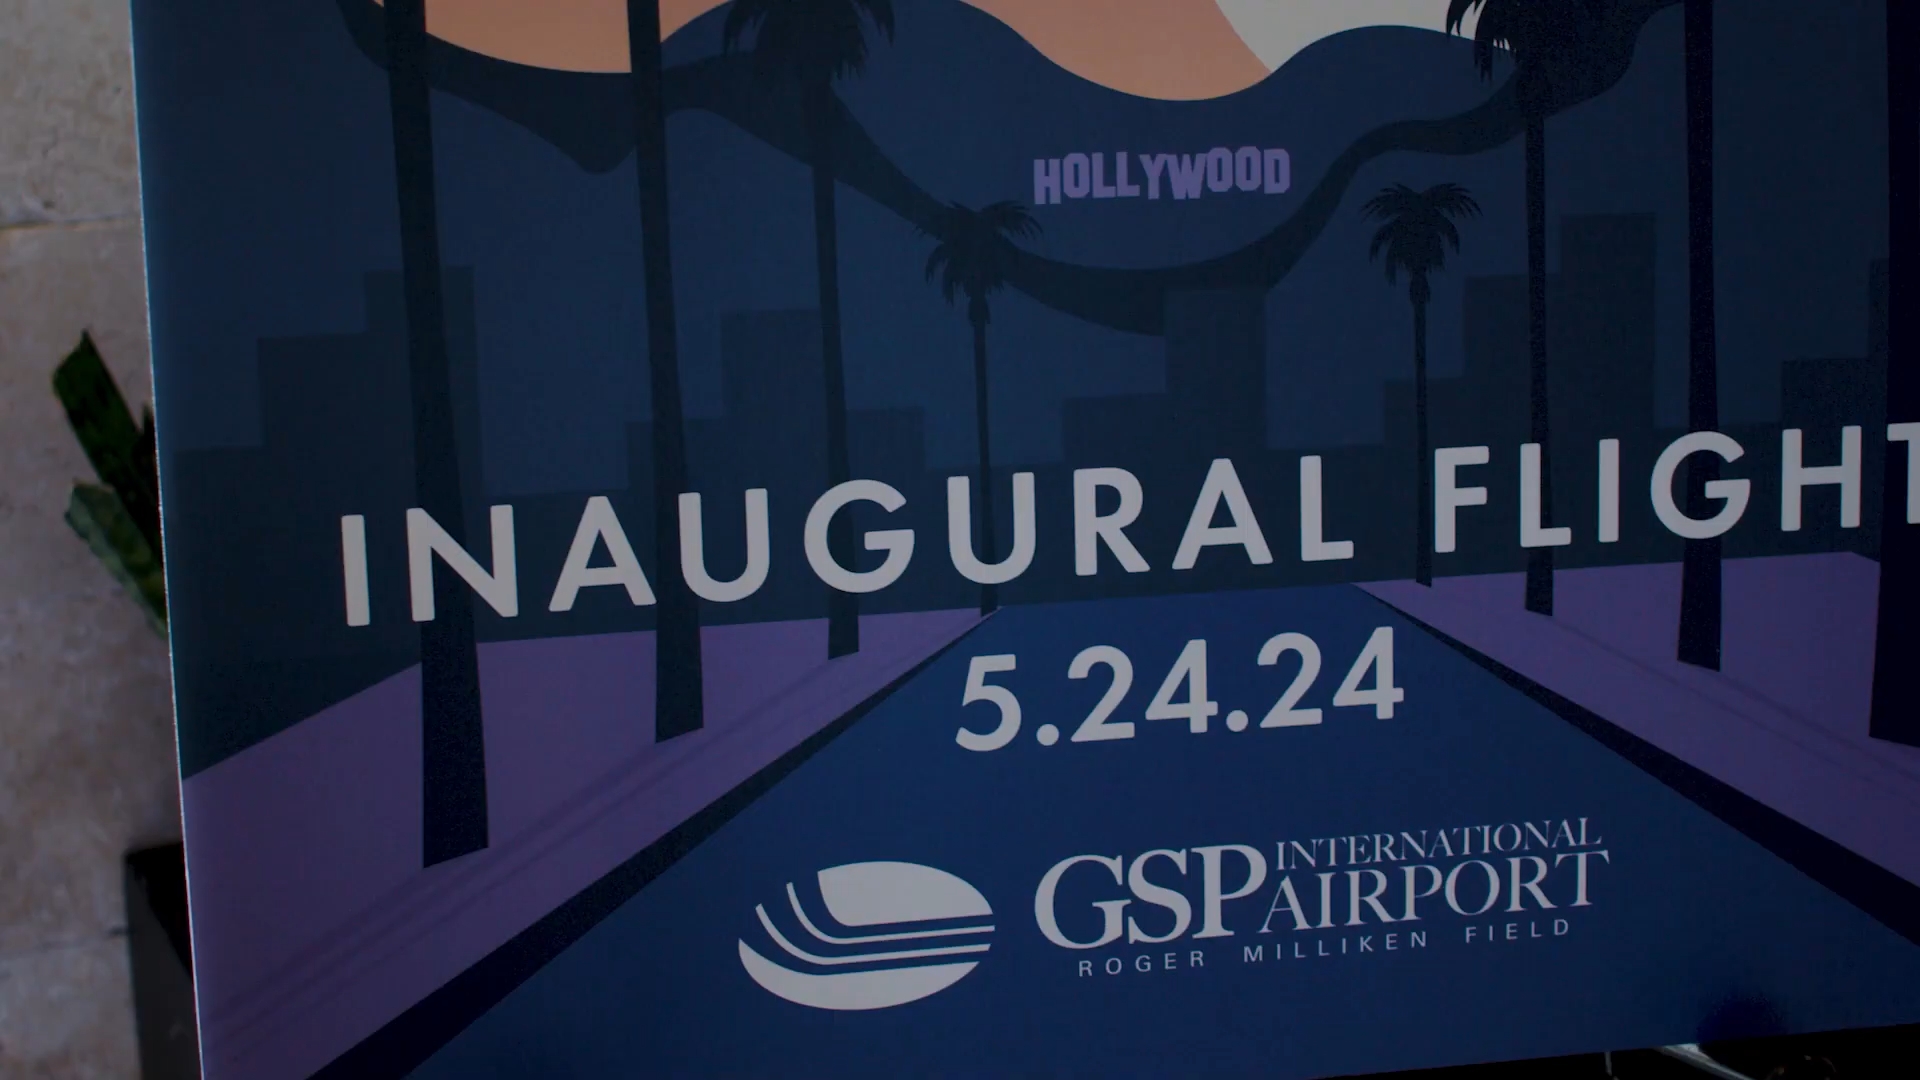 HOLLYWOOD
INAUGURAL FLIGHT
5.24.24
GSP INTERNATIONAL
AIRPORT
ROGER MILLIKEN FIELD